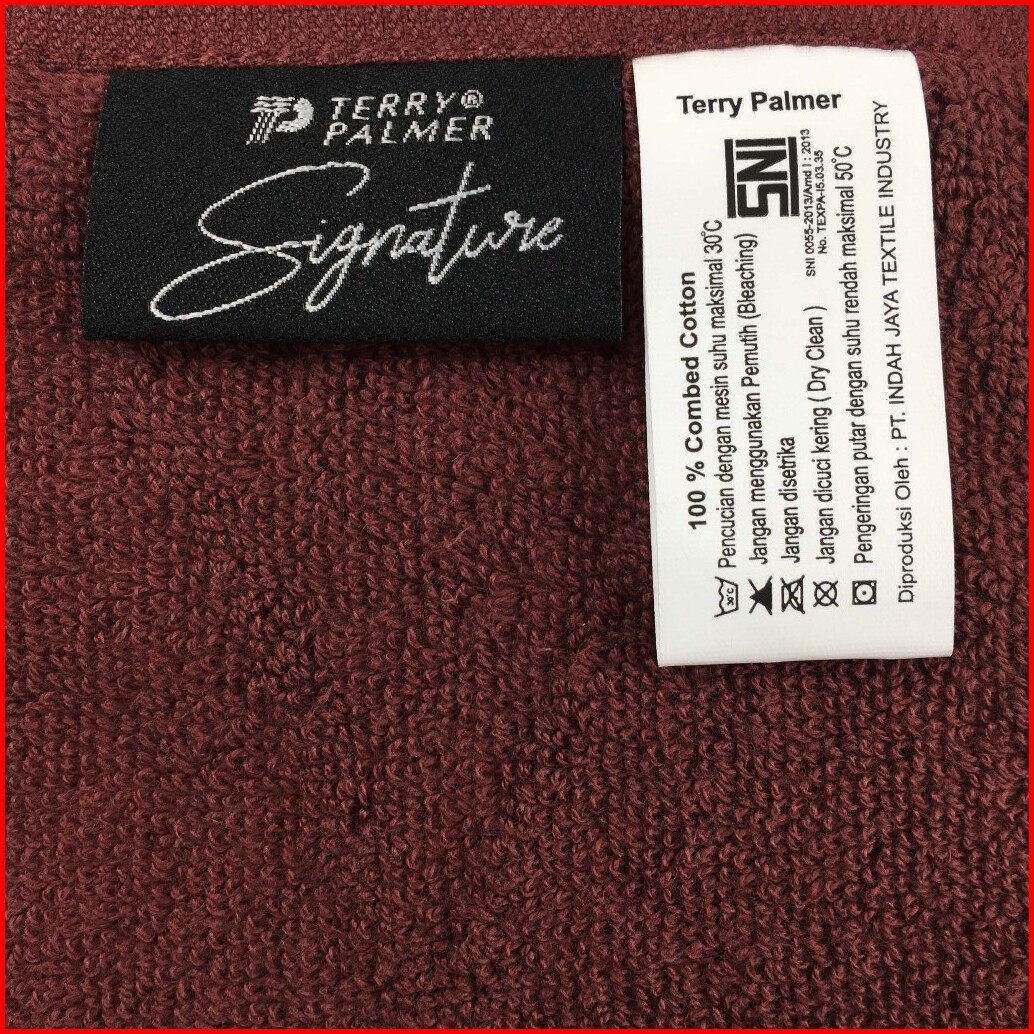 TERRY®
PALMER
Signature
Terry Palmer
SNI
SNI 0055-2013/Amd I : 2013
No. TEXPA-I5.03.35
100 % Combed Cotton
30°C
Pencucian dengan mesin suhu maksimal 30°C
Jangan menggunakan Pemutih (Bleaching)
Jangan disetrika
Jangan dicuci kering ( Dry Clean )
Pengeringan putar dengan suhu rendah maksimal 50°C
Diproduksi Oleh : PT. INDAH JAYA TEXTILE INDUSTRY